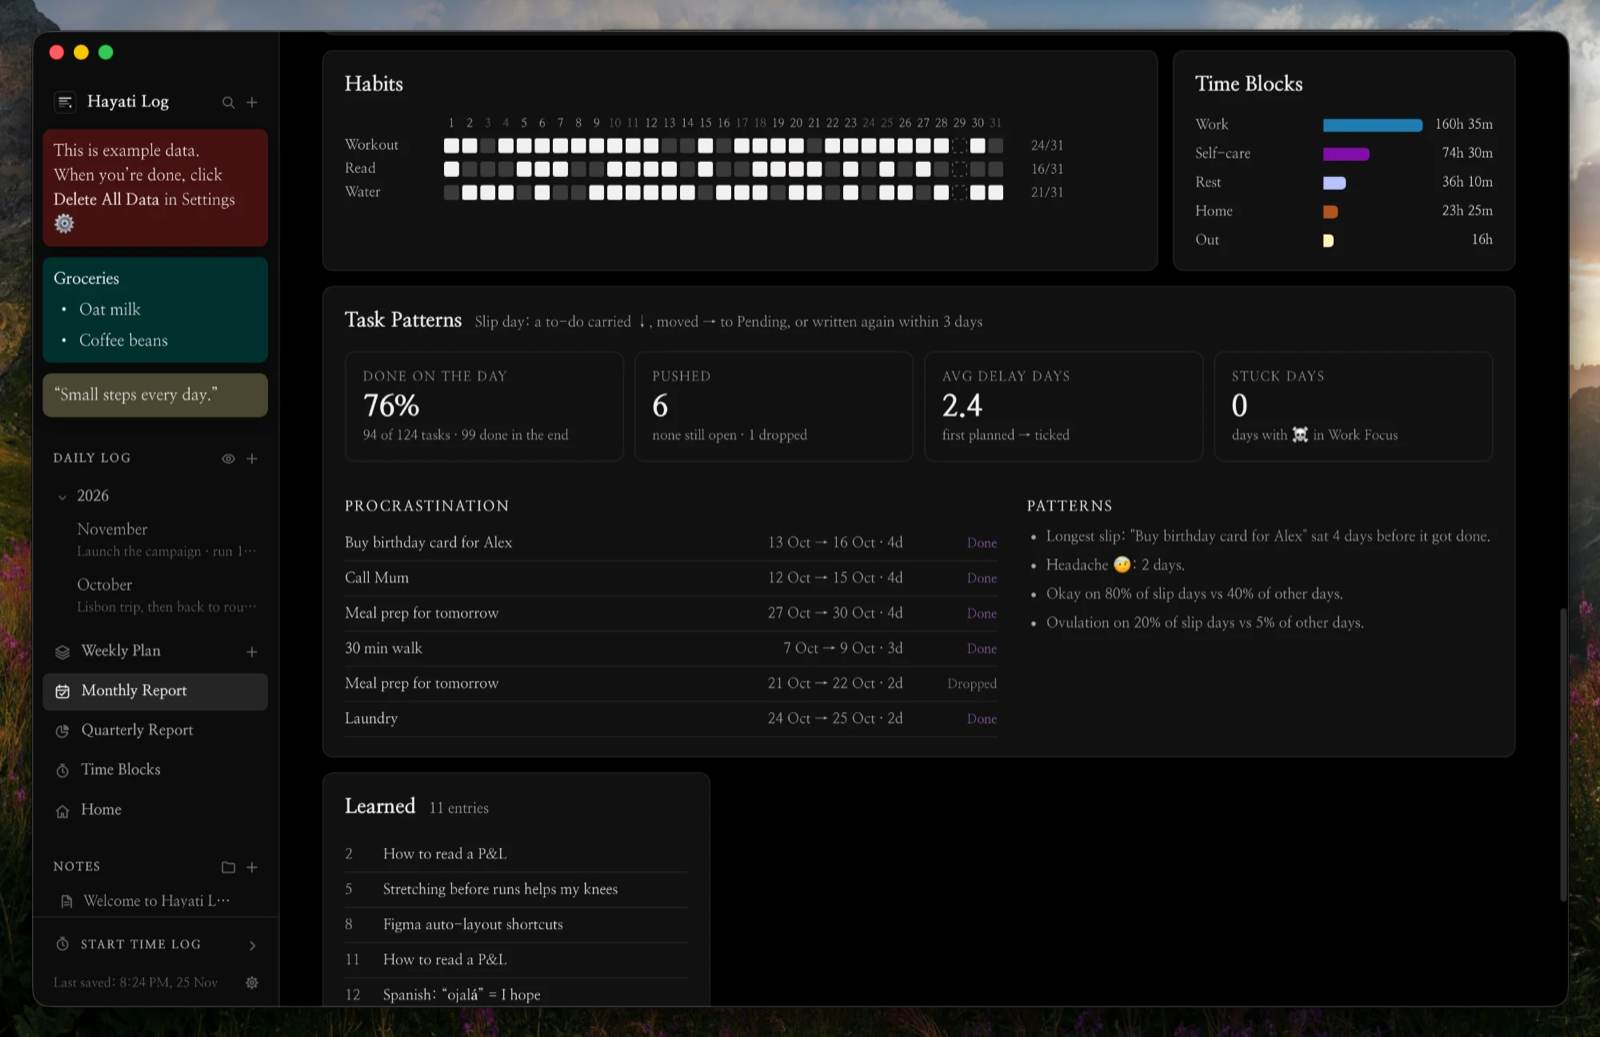 Hayati Log
This is example data.
When you're done, click
Delete All Data in Settings
⚙️
Groceries
• Oat milk
• Coffee beans
“Small steps every day.”
DAILY LOG
2026
November
Launch the campaign · run 1···
October
Lisbon trip, then back to rou···
Weekly Plan
Monthly Report
Quarterly Report
Time Blocks
Home
NOTES
Welcome to Hayati L···
START TIME LOG
Last saved: 8:24 PM, 25 Nov
Habits
1 2 3 4 5 6 7 8 9 10 11 12 13 14 15 16 17 18 19 20 21 22 23 24 25 26 27 28 29 30 31
Workout 24/31
Read 16/31
Water 21/31
Time Blocks
Work 160h 35m
Self-care 74h 30m
Rest 36h 10m
Home 23h 25m
Out 16h
Task Patterns Slip day: a to-do carried ↓, moved → to Pending, or written again within 3 days
DONE ON THE DAY
76%
94 of 124 tasks · 99 done in the end
PUSHED
6
none still open · 1 dropped
AVG DELAY DAYS
2.4
first planned → ticked
STUCK DAYS
0
days with ☠️ in Work Focus
PROCRASTINATION
Buy birthday card for Alex 13 Oct → 16 Oct · 4d Done
Call Mum 12 Oct → 15 Oct · 4d Done
Meal prep for tomorrow 27 Oct → 30 Oct · 4d Done
30 min walk 7 Oct → 9 Oct · 3d Done
Meal prep for tomorrow 21 Oct → 22 Oct · 2d Dropped
Laundry 24 Oct → 25 Oct · 2d Done
PATTERNS
• Longest slip: "Buy birthday card for Alex" sat 4 days before it got done.
• Headache 🤕: 2 days.
• Okay on 80% of slip days vs 40% of other days.
• Ovulation on 20% of slip days vs 5% of other days.
Learned 11 entries
2 How to read a P&L
5 Stretching before runs helps my knees
8 Figma auto-layout shortcuts
11 How to read a P&L
12 Spanish: “ojalá” = I hope